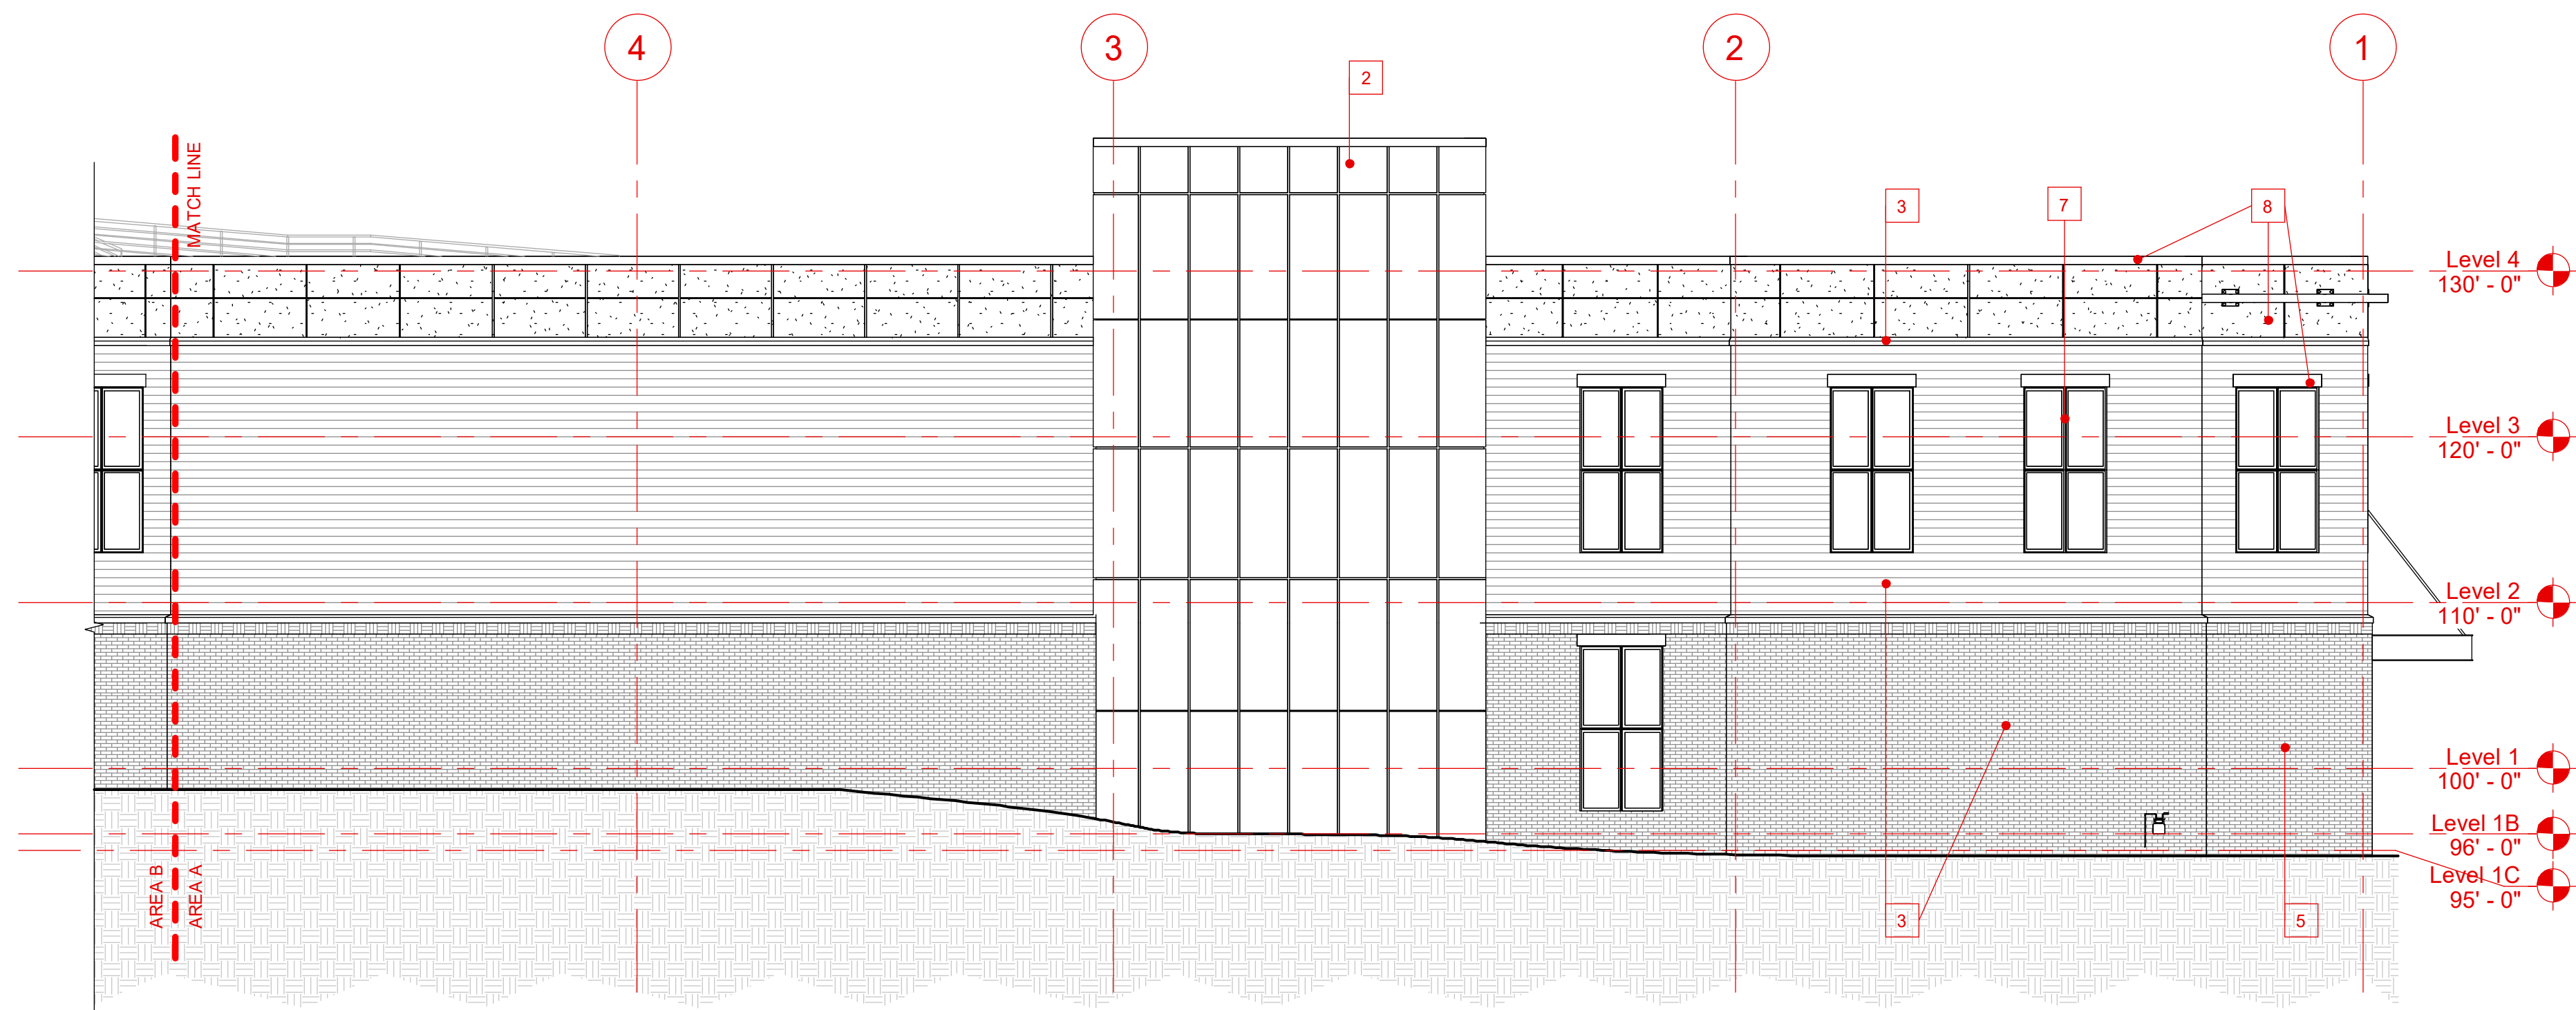 4
3
2
1
2
MATCH LINE
3
7
8
Level 4
130' - 0"
Level 3
120' - 0"
Level 2
110' - 0"
Level 1
100' - 0"
Level 1B
96' - 0"
Level 1C
95' - 0"
AREA B
AREA A
3
5